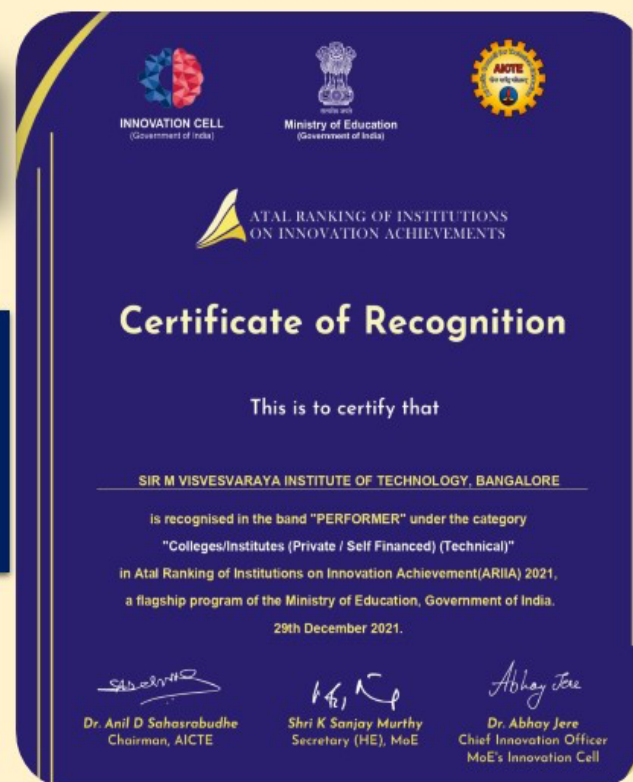 INNOVATION CELL
(Government of India)
Ministry of Education
(Government of India)
AICTE
ATAL RANKING OF INSTITUTIONS
ON INNOVATION ACHIEVEMENTS
Certificate of Recognition
This is to certify that
SIR M VISVESVARAYA INSTITUTE OF TECHNOLOGY, BANGALORE
is recognised in the band "PERFORMER" under the category
"Colleges/Institutes (Private / Self Financed) (Technical)"
in Atal Ranking of Institutions on Innovation Achievement(ARIIA) 2021,
a flagship program of the Ministry of Education, Government of India.
29th December 2021.
Abhay Jere
Dr. Anil D Sahasrabudhe
Chairman, AICTE
Shri K Sanjay Murthy
Secretary (HE), MoE
Dr. Abhay Jere
Chief Innovation Officer
MoE's Innovation Cell